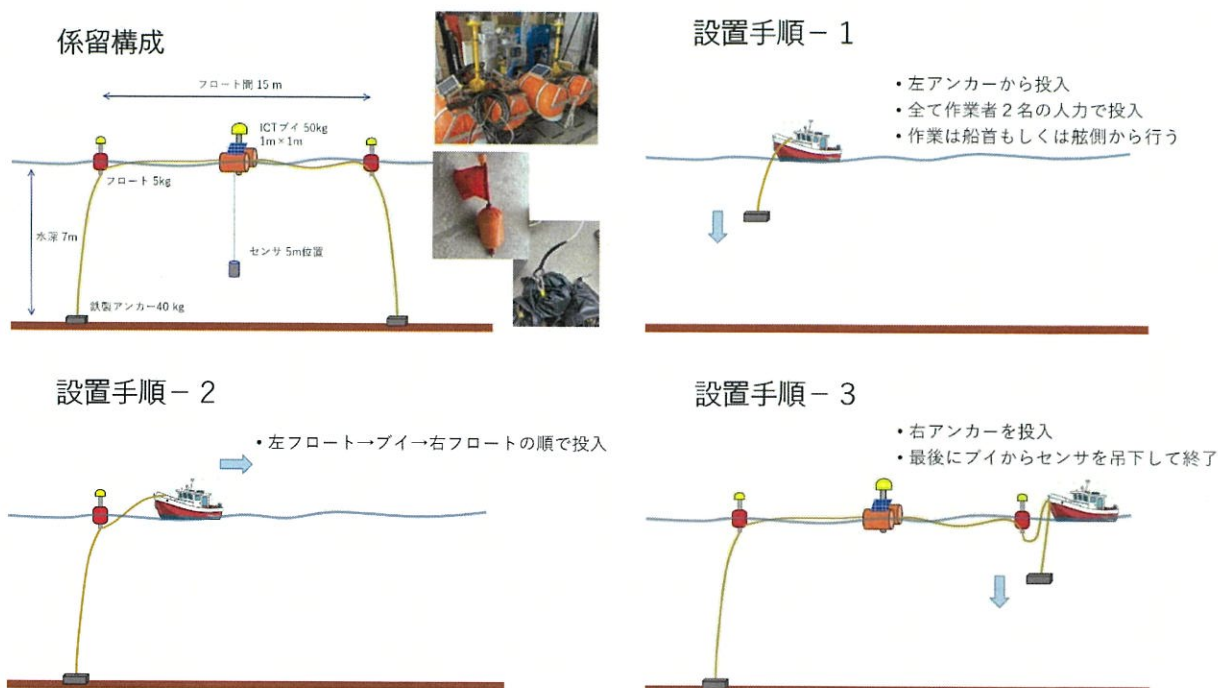 係留構成
フロート間 15 m
ICTブイ 50kg
1m×1m
フロート 5kg
水深 7m
センサ 5m位置
鉄製アンカー40 kg
設置手順－1
• 左アンカーから投入
• 全て作業者2名の人力で投入
• 作業は船首もしくは舷側から行う
設置手順－2
• 左フロート→ブイ→右フロートの順で投入
設置手順－3
• 右アンカーを投入
• 最後にブイからセンサを吊下して終了